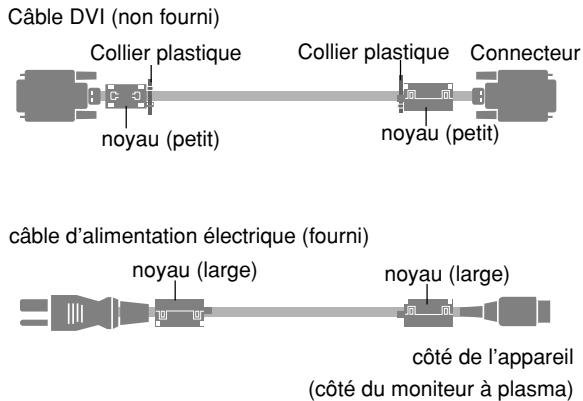 Câble DVI (non fourni)
Collier plastique
Collier plastique
Connecteur
noyau (petit)
noyau (petit)
câble d'alimentation électrique (fourni)
noyau (large)
noyau (large)
côté de l'appareil
(côté du moniteur à plasma)